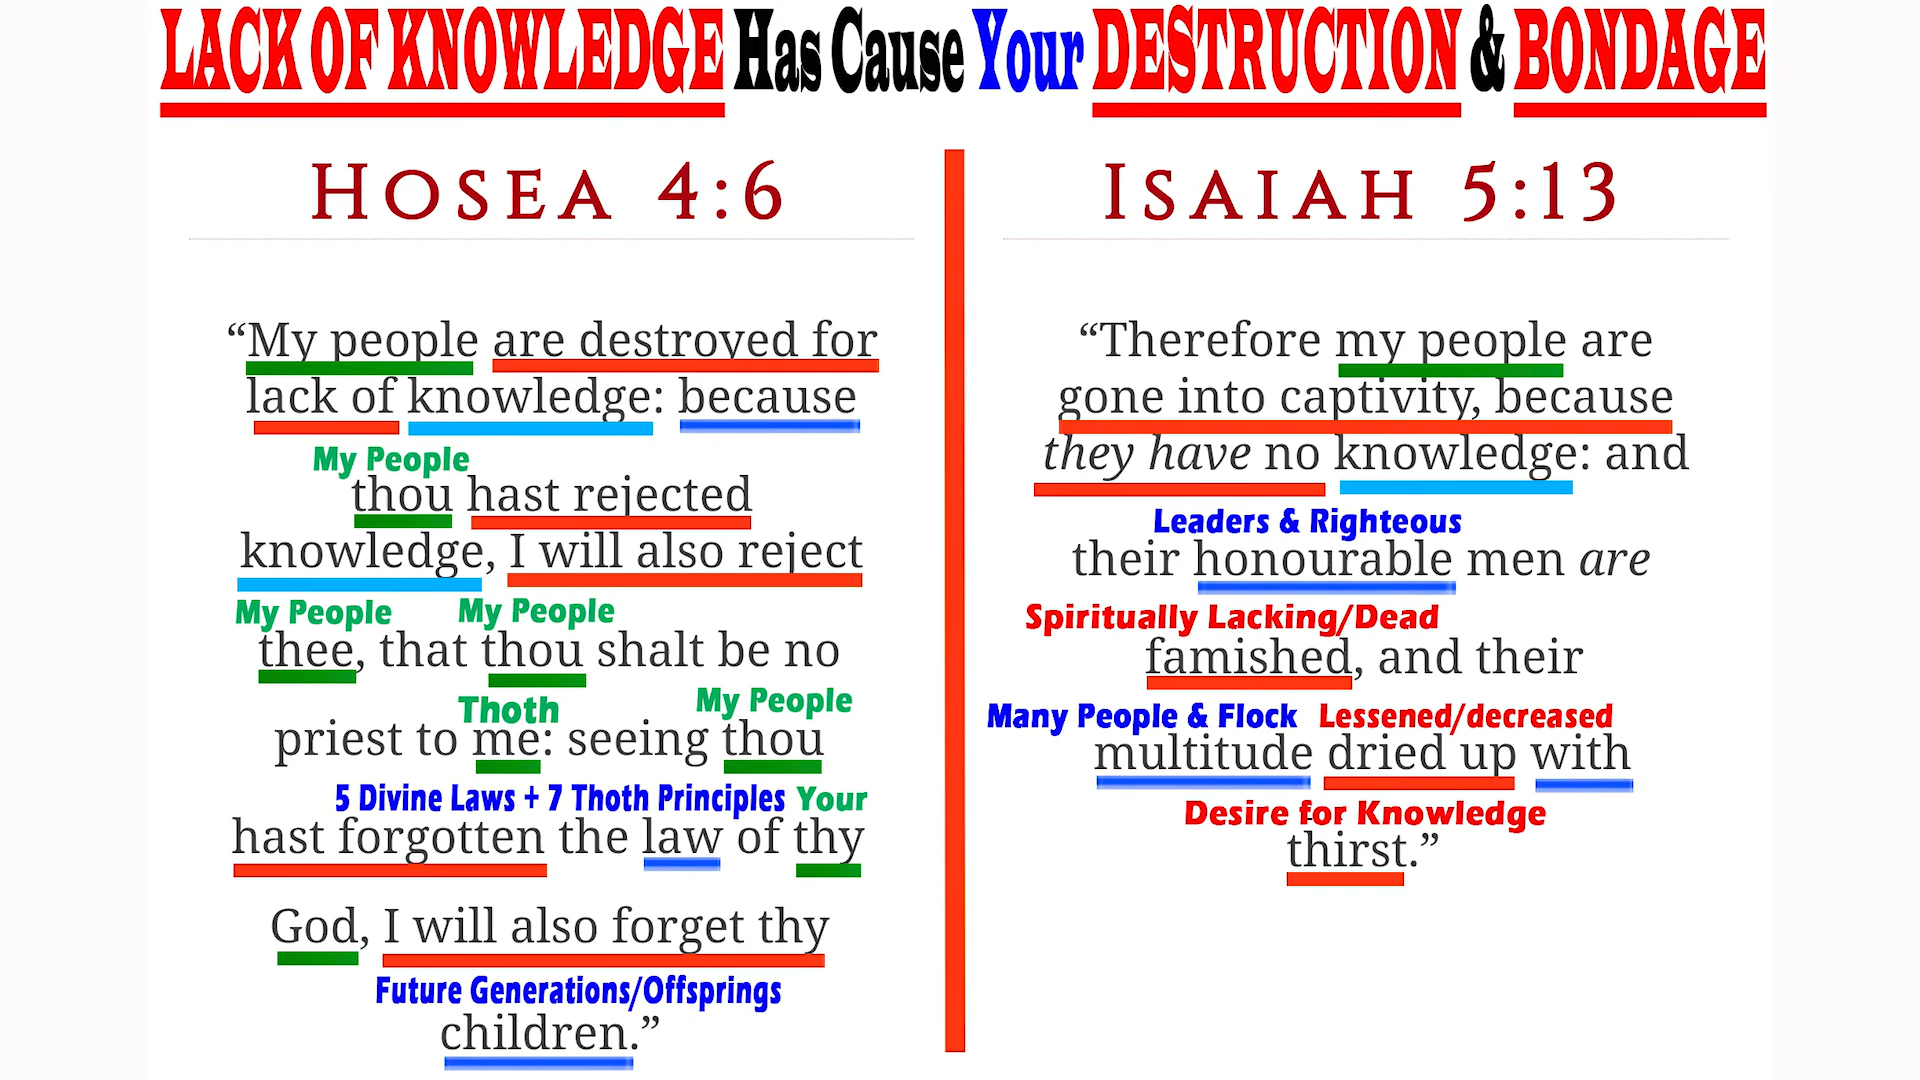 LACK OF KNOWLEDGE Has Cause Your DESTRUCTION & BONDAGE
HOSEA 4:6
“My people are destroyed for
lack of knowledge: because
My People
thou hast rejected
knowledge, I will also reject
My People My People
thee, that thou shalt be no
Thoth My People
priest to me: seeing thou
5 Divine Laws + 7 Thoth Principles Your
hast forgotten the law of thy
God, I will also forget thy
Future Generations/Offsprings
children.”
ISAIAH 5:13
“Therefore my people are
gone into captivity, because
they have no knowledge: and
Leaders & Righteous
their honourable men are
Spiritually Lacking/Dead
famished, and their
Many People & Flock Lessened/decreased
multitude dried up with
Desire for Knowledge
thirst.”